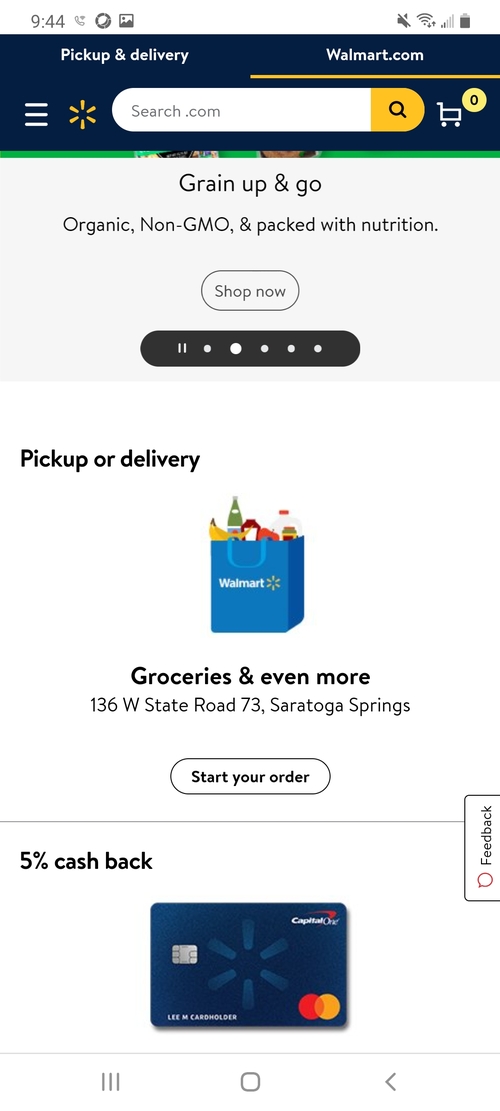 9:44
Pickup & delivery
Walmart.com
Search .com
0
Grain up & go
Organic, Non-GMO, & packed with nutrition.
Shop now
Pickup or delivery
Walmart
Groceries & even more
136 W State Road 73, Saratoga Springs
Start your order
Feedback
5% cash back
Capital One
LEE M CARDHOLDER